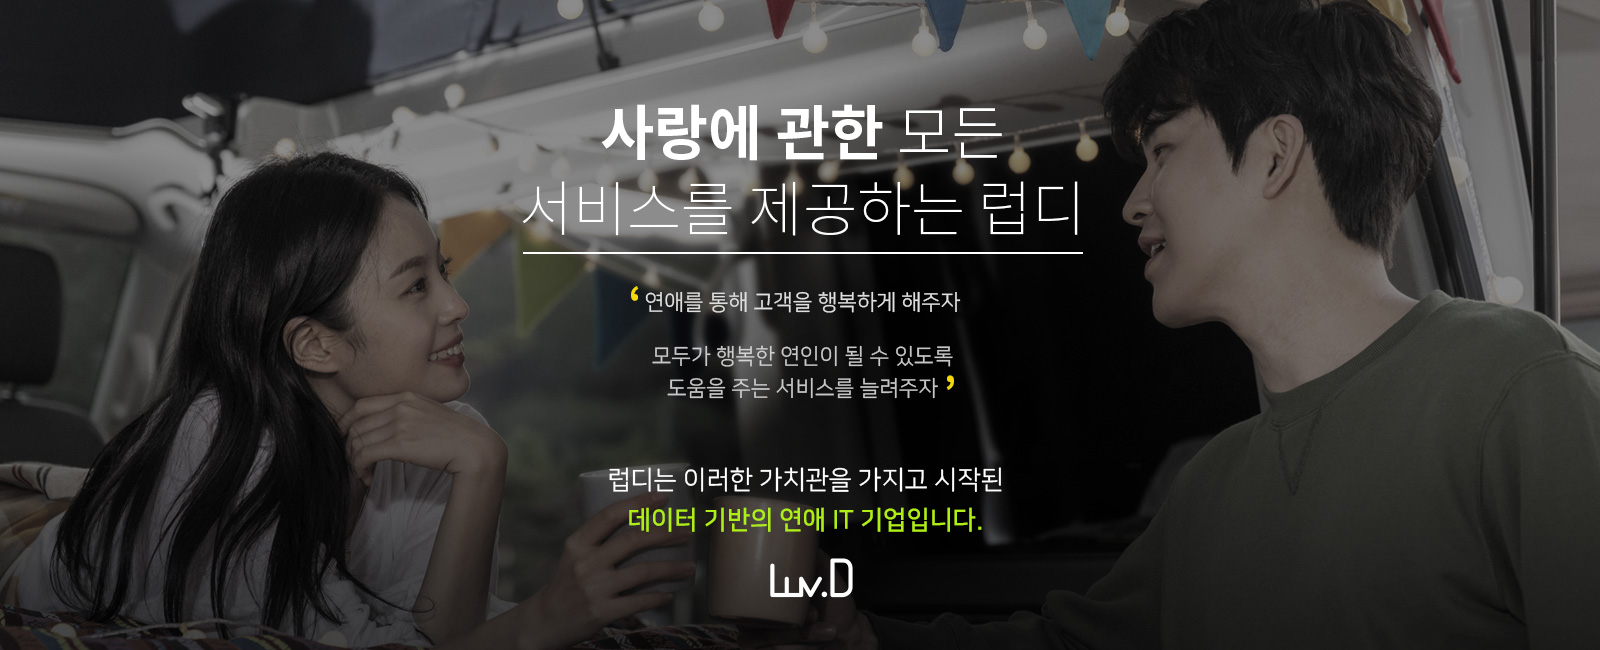 사랑에 관한 모든
서비스를 제공하는 럽디
‘ 연애를 통해 고객을 행복하게 해주자
모두가 행복한 연인이 될 수 있도록
도움을 주는 서비스를 늘려주자 ’
럽디는 이러한 가치관을 가지고 시작된
데이터 기반의 연애 IT 기업입니다.
Luv.D